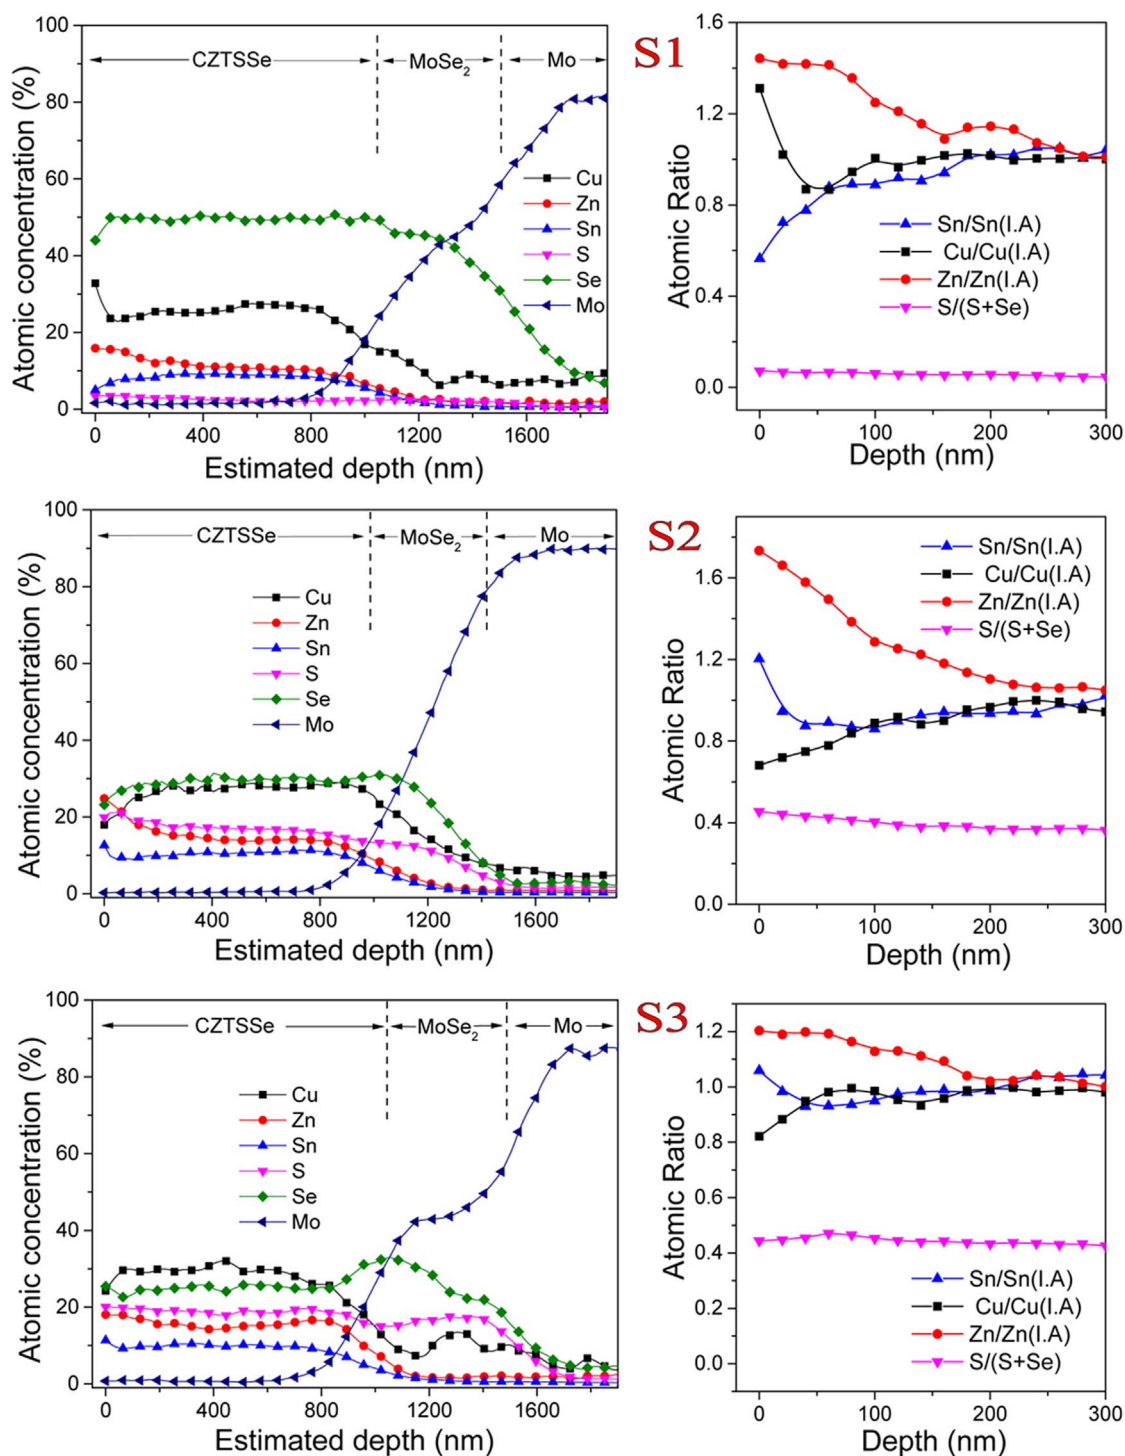 S1
Atomic concentration (%)
100
80
60
40
20
0
CZTSSe
MoSe2
Mo
Cu
Zn
Sn
S
Se
Mo
0 400 800 1200 1600
Estimated depth (nm)
Atomic Ratio
1.6
1.2
0.8
0.4
0.0
Sn/Sn(I.A)
Cu/Cu(I.A)
Zn/Zn(I.A)
S/(S+Se)
0 100 200 300
Depth (nm)
S2
Atomic concentration (%)
100
80
60
40
20
0
CZTSSe
MoSe2
Mo
Cu
Zn
Sn
S
Se
Mo
0 400 800 1200 1600
Estimated depth (nm)
Atomic Ratio
1.6
1.2
0.8
0.4
0.0
Sn/Sn(I.A)
Cu/Cu(I.A)
Zn/Zn(I.A)
S/(S+Se)
0 100 200 300
Depth (nm)
S3
Atomic concentration (%)
100
80
60
40
20
0
CZTSSe
MoSe2
Mo
Cu
Zn
Sn
S
Se
Mo
0 400 800 1200 1600
Estimated depth (nm)
Atomic Ratio
1.2
1.0
0.8
0.6
0.4
0.2
0.0
Sn/Sn(I.A)
Cu/Cu(I.A)
Zn/Zn(I.A)
S/(S+Se)
0 100 200 300
Depth (nm)